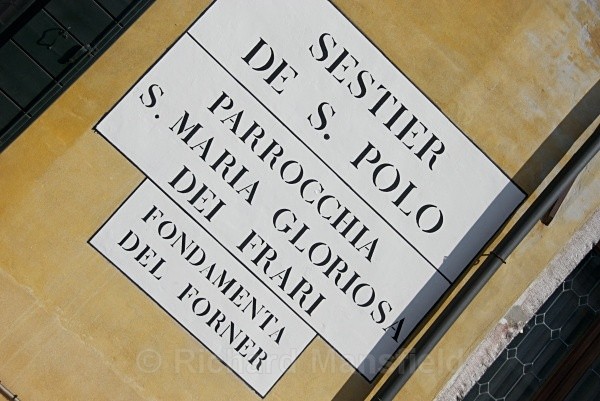 SESTIER
DE S. POLO
PARROCCHIA
S. MARIA GLORIOSA
DEI FRARI
FONDAMENTA
DEL FORNER
© Richard Mansfield